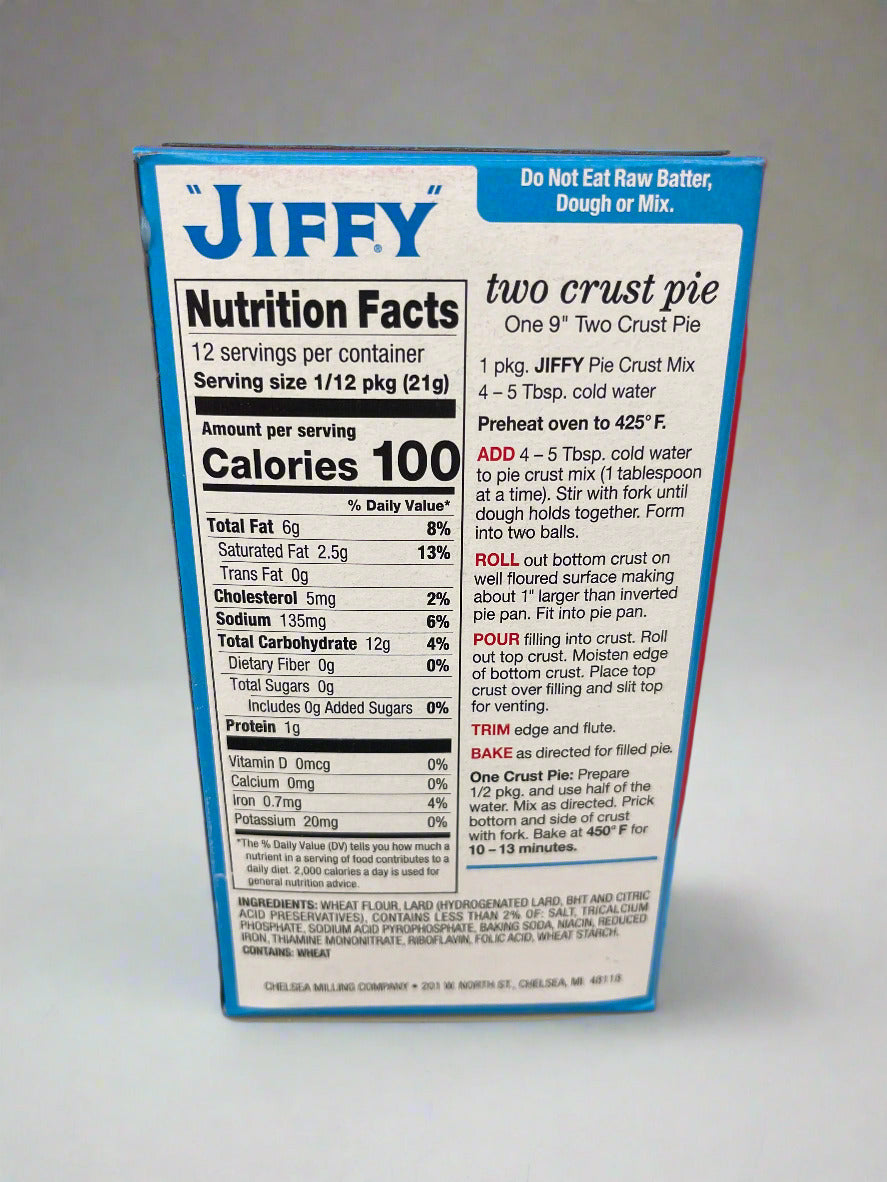 "JIFFY"®
Do Not Eat Raw Batter,
Dough or Mix.
Nutrition Facts
12 servings per container
Serving size 1/12 pkg (21g)
Amount per serving
Calories 100
% Daily Value*
Total Fat 6g 8%
Saturated Fat 2.5g 13%
Trans Fat 0g
Cholesterol 5mg 2%
Sodium 135mg 6%
Total Carbohydrate 12g 4%
Dietary Fiber 0g 0%
Total Sugars 0g
Includes 0g Added Sugars 0%
Protein 1g
Vitamin D 0mcg 0%
Calcium 0mg 0%
Iron 0.7mg 4%
Potassium 20mg 0%
*The % Daily Value (DV) tells you how much a
nutrient in a serving of food contributes to a
daily diet. 2,000 calories a day is used for
general nutrition advice.
two crust pie
One 9" Two Crust Pie
1 pkg. JIFFY Pie Crust Mix
4 – 5 Tbsp. cold water
Preheat oven to 425° F.
ADD 4 – 5 Tbsp. cold water
to pie crust mix (1 tablespoon
at a time). Stir with fork until
dough holds together. Form
into two balls.
ROLL out bottom crust on
well floured surface making
about 1" larger than inverted
pie pan. Fit into pie pan.
POUR filling into crust. Roll
out top crust. Moisten edge
of bottom crust. Place top
crust over filling and slit top
for venting.
TRIM edge and flute.
BAKE as directed for filled pie.
One Crust Pie: Prepare
1/2 pkg. and use half of the
water. Mix as directed. Prick
bottom and side of crust
with fork. Bake at 450° F for
10 – 13 minutes.
INGREDIENTS: WHEAT FLOUR, LARD (HYDROGENATED LARD, BHT AND CITRIC
ACID PRESERVATIVES), CONTAINS LESS THAN 2% OF: SALT, TRICALCIUM
PHOSPHATE, SODIUM ACID PYROPHOSPHATE, BAKING SODA, NIACIN, REDUCED
IRON, THIAMINE MONONITRATE, RIBOFLAVIN, FOLIC ACID, WHEAT STARCH.
CONTAINS: WHEAT
CHELSEA MILLING COMPANY • 201 W. NORTH ST., CHELSEA, MI 48118